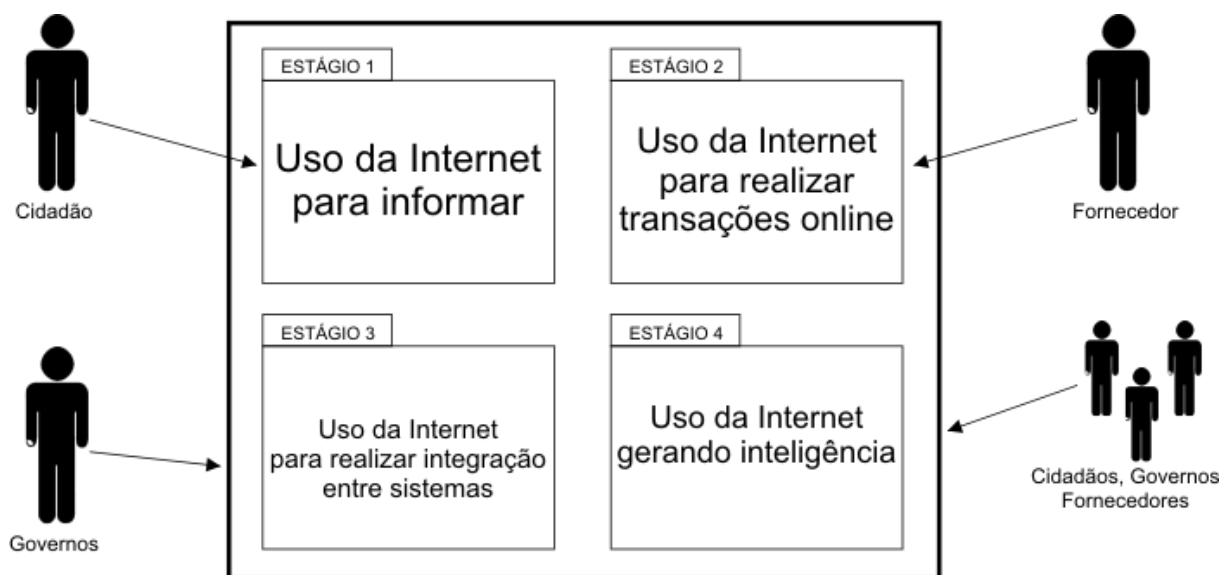 ESTÁGIO 1
Uso da Internet
para informar
ESTÁGIO 2
Uso da Internet
para realizar
transações online
Cidadão
Fornecedor
ESTÁGIO 3
Uso da Internet
para realizar integração
entre sistemas
ESTÁGIO 4
Uso da Internet
gerando inteligência
Governos
Cidadãos, Governos
Fornecedores